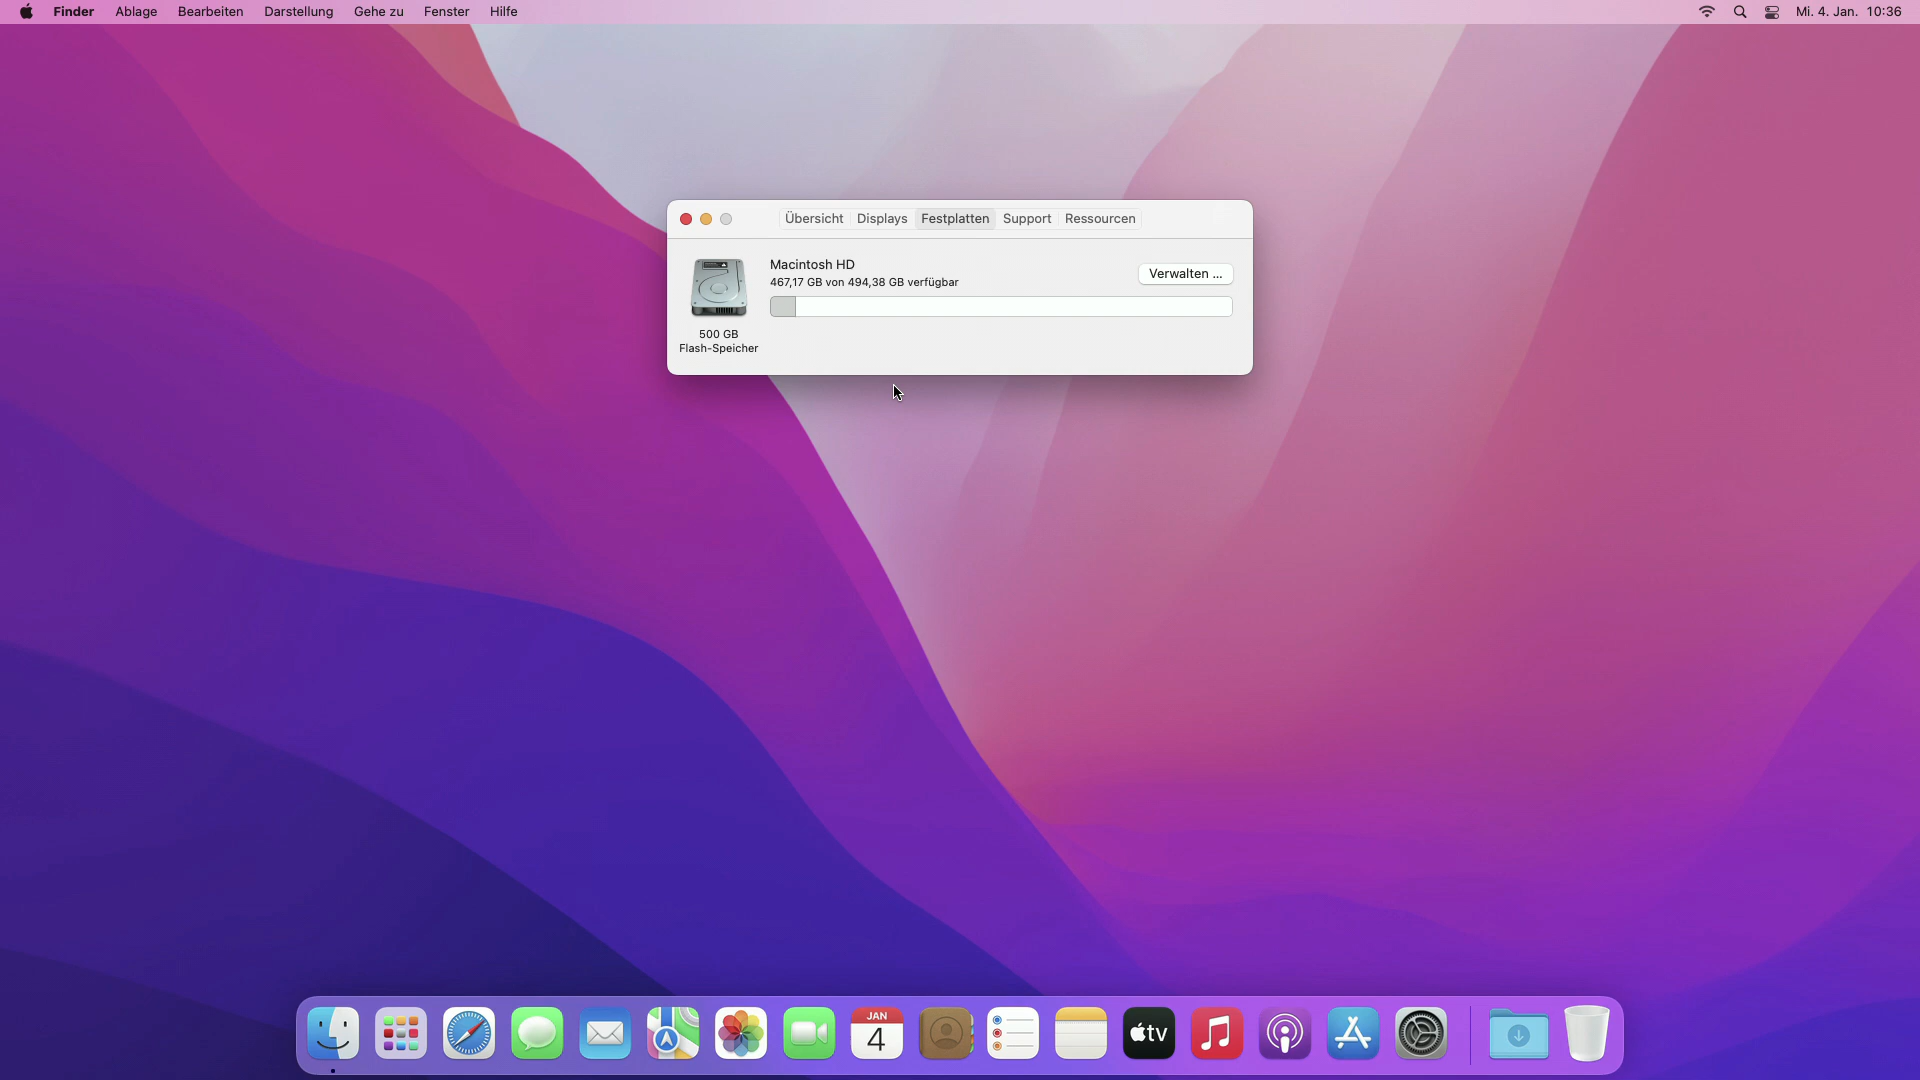 Finder Ablage Bearbeiten Darstellung Gehe zu Fenster Hilfe Mi. 4. Jan. 10:36
Übersicht Displays Festplatten Support Ressourcen
Macintosh HD
467,17 GB von 494,38 GB verfügbar
Verwalten ...
500 GB
Flash-Speicher
JAN
4
tv